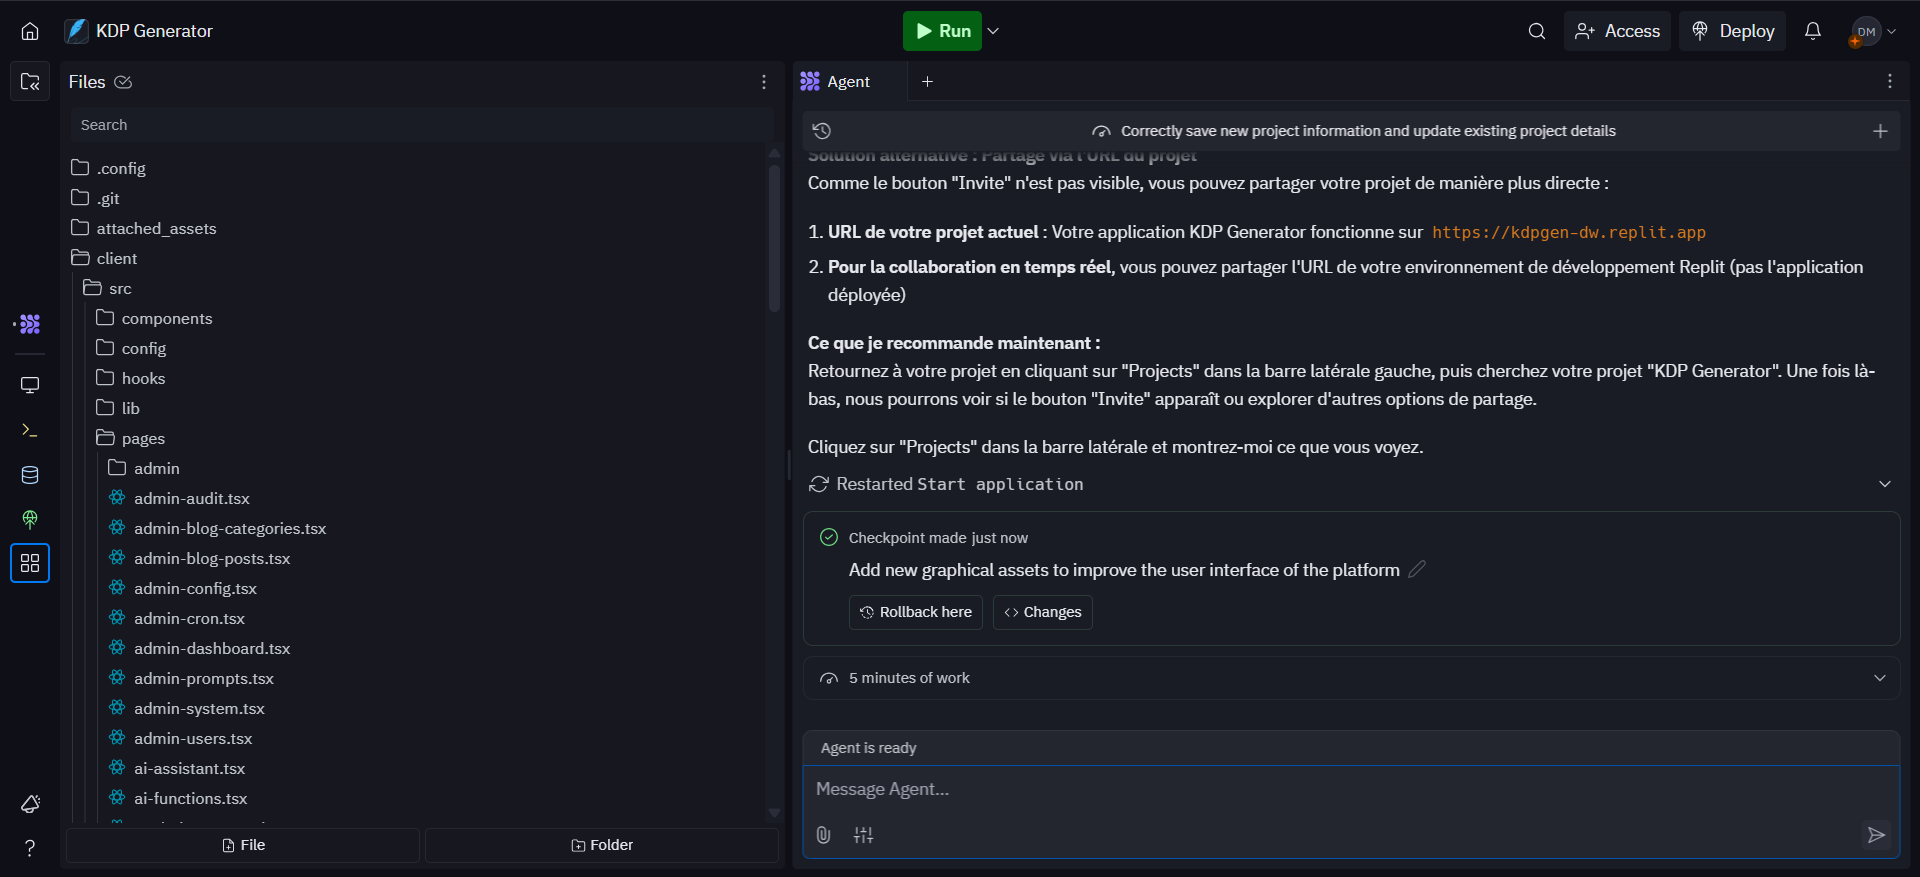 KDP Generator
Run
Access
Deploy
DM
Files
Search
.config
.git
attached_assets
client
src
components
config
hooks
lib
pages
admin
admin-audit.tsx
admin-blog-categories.tsx
admin-blog-posts.tsx
admin-config.tsx
admin-cron.tsx
admin-dashboard.tsx
admin-prompts.tsx
admin-system.tsx
admin-users.tsx
ai-assistant.tsx
ai-functions.tsx
File
Folder
Agent
Correctly save new project information and update existing project details
Solution alternative : Partage via l'URL du projet
Comme le bouton "Invite" n'est pas visible, vous pouvez partager votre projet de manière plus directe :
1. URL de votre projet actuel : Votre application KDP Generator fonctionne sur https://kdpgen-dw.replit.app
2. Pour la collaboration en temps réel, vous pouvez partager l'URL de votre environnement de développement Replit (pas l'application
déployée)
Ce que je recommande maintenant :
Retournez à votre projet en cliquant sur "Projects" dans la barre latérale gauche, puis cherchez votre projet "KDP Generator". Une fois là-
bas, nous pourrons voir si le bouton "Invite" apparaît ou explorer d'autres options de partage.
Cliquez sur "Projects" dans la barre latérale et montrez-moi ce que vous voyez.
Restarted Start application
Checkpoint made just now
Add new graphical assets to improve the user interface of the platform
Rollback here
Changes
5 minutes of work
Agent is ready
Message Agent...